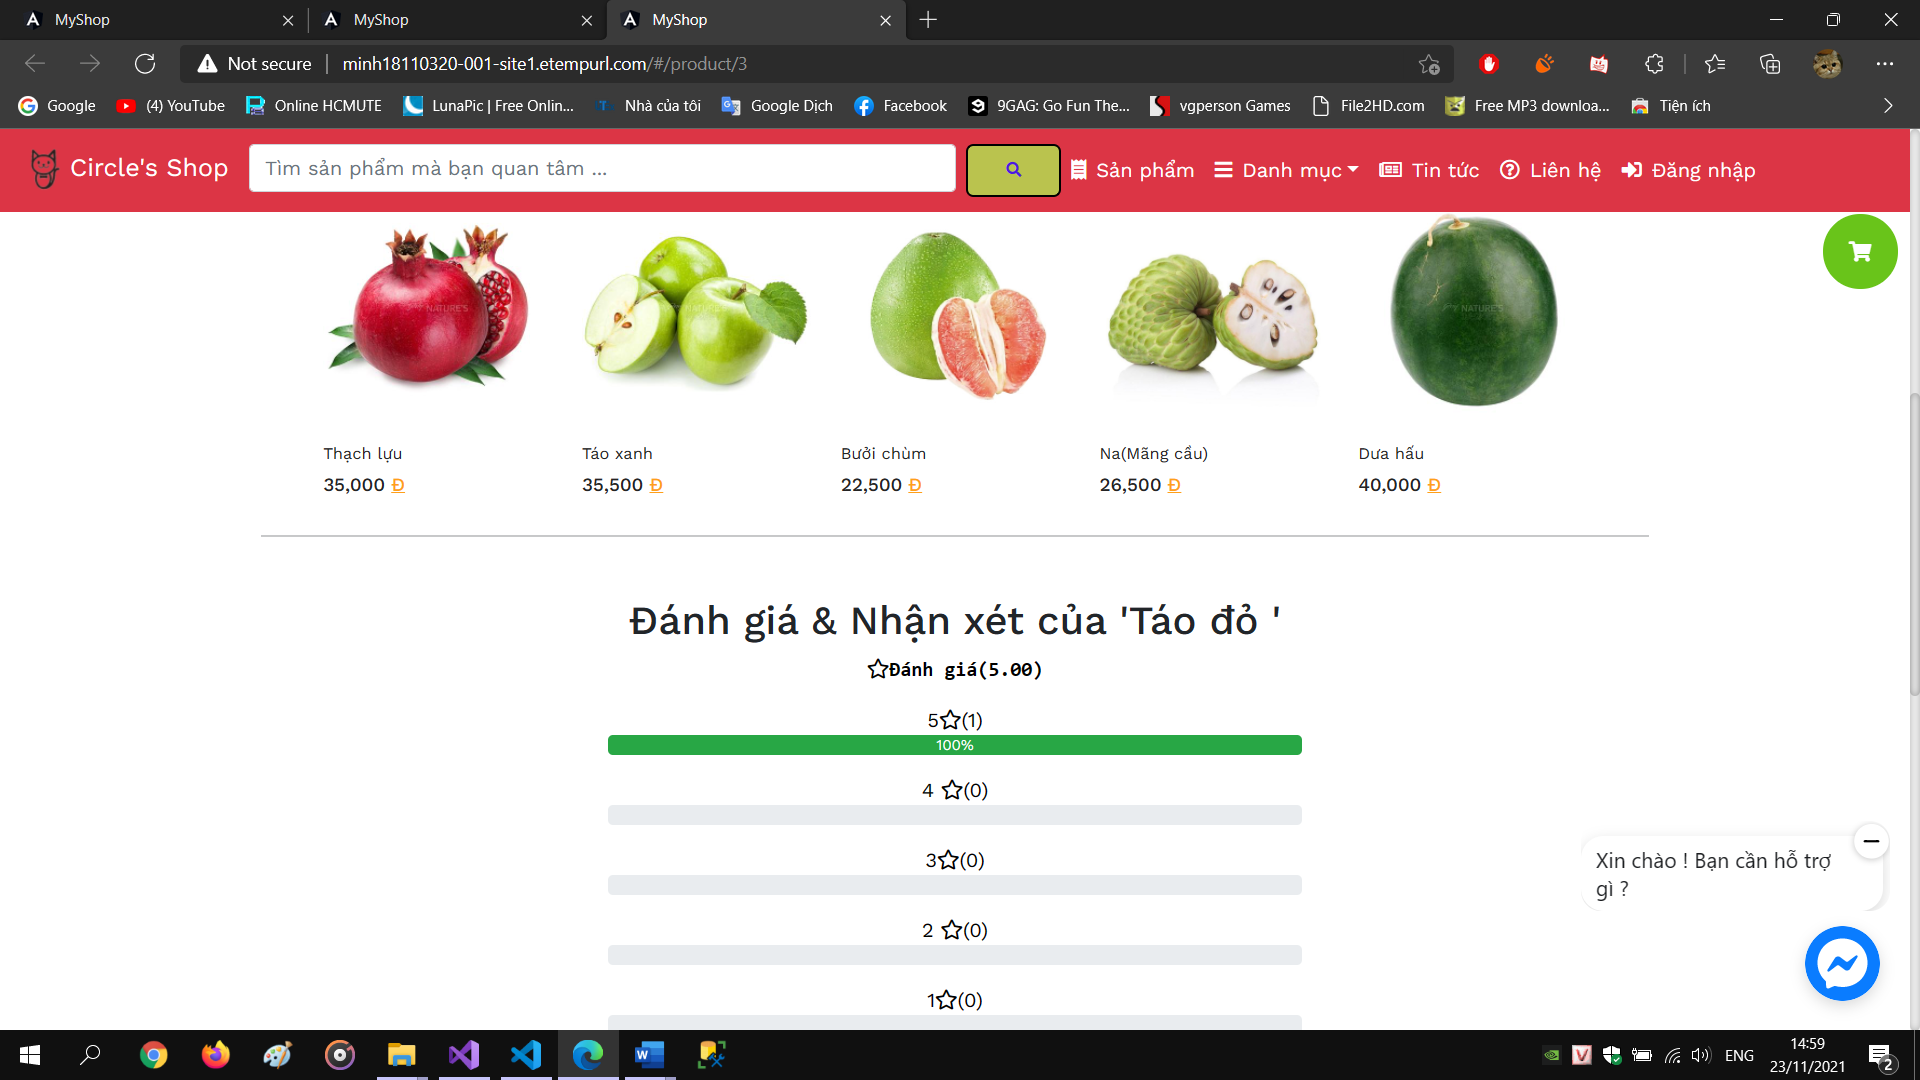 MyShop
MyShop
MyShop
Not secure
minh18110320-001-site1.etempurl.com/#/product/3
Google
(4) YouTube
Online HCMUTE
LunaPic | Free Onlin...
Nhà của tôi
Google Dịch
Facebook
9GAG: Go Fun The...
vgperson Games
File2HD.com
Free MP3 downloa...
Tiện ích
Circle's Shop
Tìm sản phẩm mà bạn quan tâm ...
Sản phẩm
Danh mục
Tin tức
Liên hệ
Đăng nhập
Thạch lựu
35,000 Đ
Táo xanh
35,500 Đ
Bưởi chùm
22,500 Đ
Na(Mãng cầu)
26,500 Đ
Dưa hấu
40,000 Đ
Đánh giá & Nhận xét của 'Táo đỏ '
Đánh giá(5.00)
5☆(1)
100%
4 ☆(0)
3☆(0)
2 ☆(0)
1☆(0)
Xin chào ! Bạn cần hỗ trợ
gì ?
ENG
14:59
23/11/2021
2